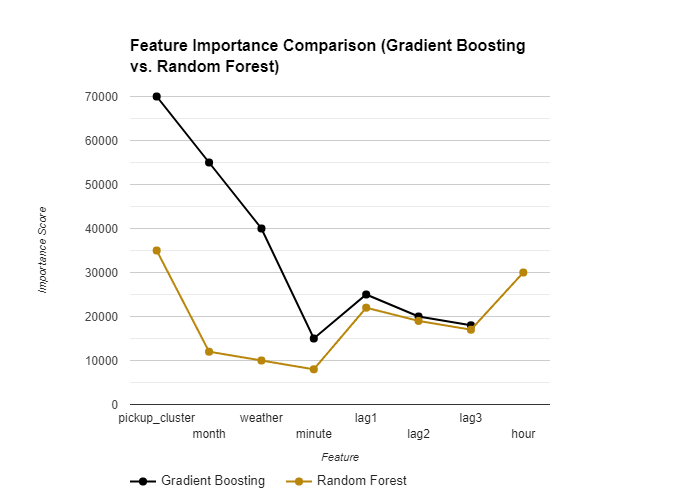 Feature Importance Comparison (Gradient Boosting
vs. Random Forest)
70000
60000
50000
40000
30000
20000
10000
0
Importance Score
pickup_cluster
month
weather
minute
lag1
lag2
lag3
hour
Feature
Gradient Boosting
Random Forest